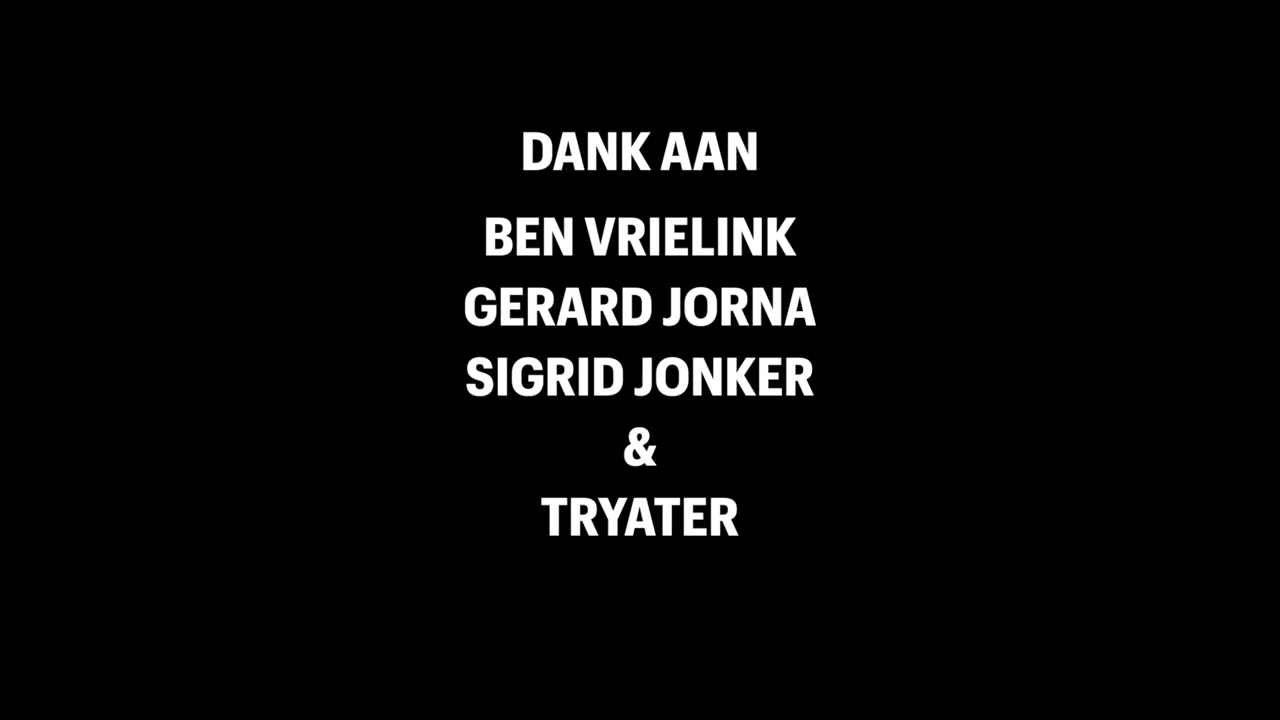 DANK AAN
BEN VRIELINK
GERARD JORNA
SIGRID JONKER
&
TRYATER